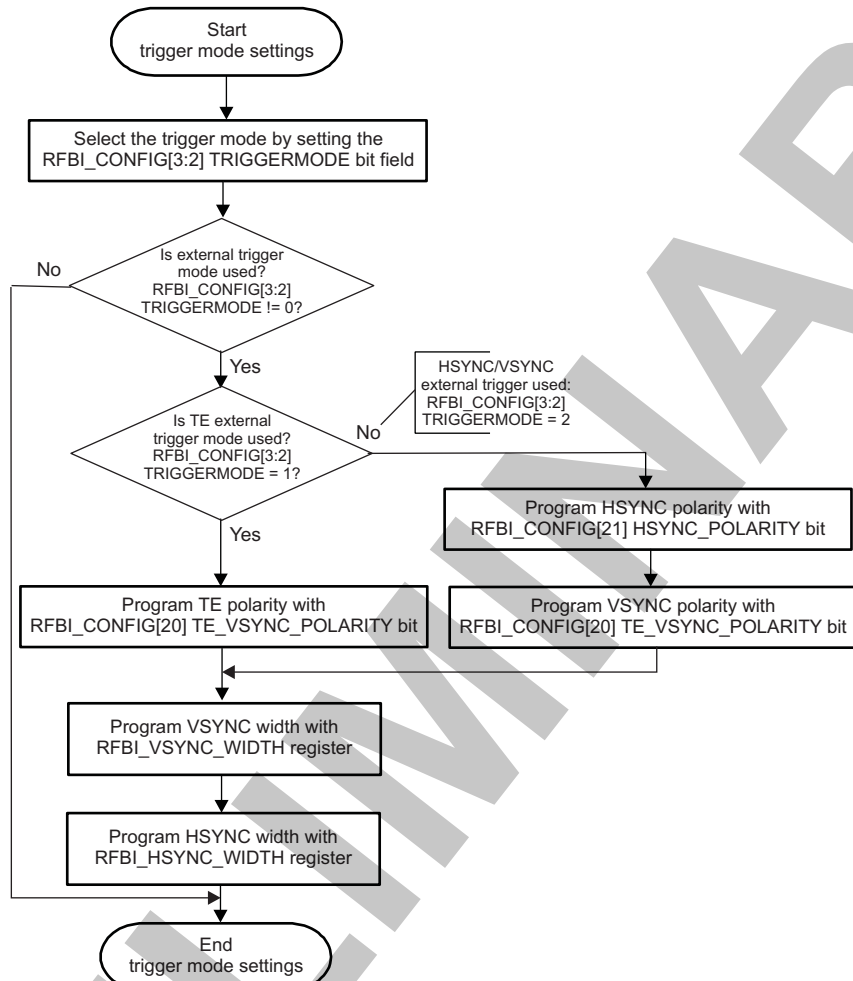 Start
trigger mode settings
Select the trigger mode by setting the
RFBI_CONFIG[3:2] TRIGGERMODE bit field
Is external trigger
mode used?
RFBI_CONFIG[3:2]
TRIGGERMODE != 0?
No
Yes
HSYNC/VSYNC
external trigger used:
RFBI_CONFIG[3:2]
TRIGGERMODE = 2
Is TE external
trigger mode used?
RFBI_CONFIG[3:2]
TRIGGERMODE = 1?
No
Yes
Program HSYNC polarity with
RFBI_CONFIG[21] HSYNC_POLARITY bit
Program TE polarity with
RFBI_CONFIG[20] TE_VSYNC_POLARITY bit
Program VSYNC polarity with
RFBI_CONFIG[20] TE_VSYNC_POLARITY bit
Program VSYNC width with
RFBI_VSYNC_WIDTH register
Program HSYNC width with
RFBI_HSYNC_WIDTH register
End
trigger mode settings